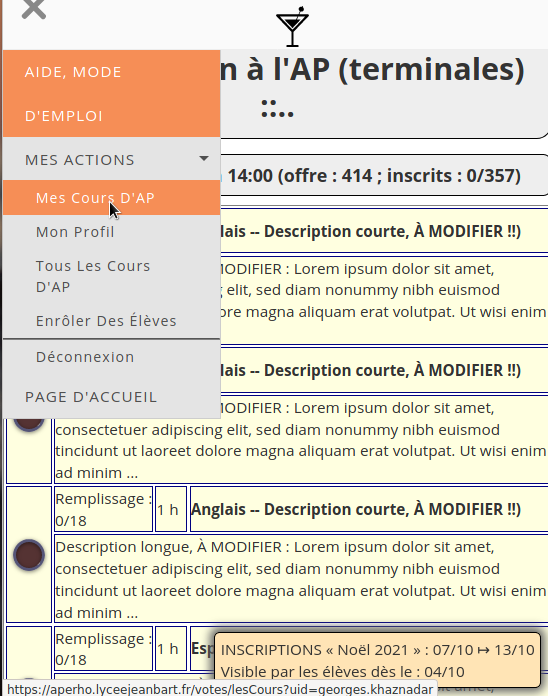 n à l'AP (terminales)
::..
AIDE, MODE
D'EMPLOI
MES ACTIONS
Mes Cours D'AP
Mon Profil
Tous Les Cours
D'AP
Enrôler Des Élèves
Déconnexion
PAGE D'ACCUEIL
14:00 (offre : 414 ; inscrits : 0/357)
lais -- Description courte, À MODIFIER !!)
MODIFIER : Lorem ipsum dolor sit amet,
elit, sed diam nonummy nibh euismod
ore magna aliquam erat volutpat. Ut wisi enim
lais -- Description courte, À MODIFIER !!)
MODIFIER : Lorem ipsum dolor sit amet,
consectetuer adipiscing elit, sed diam nonummy nibh euismod
tincidunt ut laoreet dolore magna aliquam erat volutpat. Ut wisi enim
ad minim ...
Remplissage :
0/18
1 h
Anglais -- Description courte, À MODIFIER !!)
Description longue, À MODIFIER : Lorem ipsum dolor sit amet,
consectetuer adipiscing elit, sed diam nonummy nibh euismod
tincidunt ut laoreet dolore magna aliquam erat volutpat. Ut wisi enim
ad minim ...
Remplissage :
0/18
1 h
Esp
INSCRIPTIONS « Noël 2021 » : 07/10 ↦ 13/10
Visible par les élèves dès le : 04/10
https://aperho.lyceejeanbart.fr/votes/lesCours?uid=georges.khaznadar